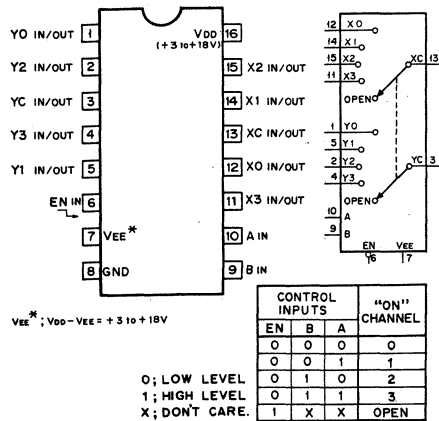 Y0 IN/OUT 1
Y2 IN/OUT 2
YC IN/OUT 3
Y3 IN/OUT 4
Y1 IN/OUT 5
EN IN 6
7 VEE*
8 GND
VDD 16
(+3 to +18V)
15 X2 IN/OUT
14 X1 IN/OUT
13 XC IN/OUT
12 X0 IN/OUT
11 X3 IN/OUT
10 A IN
9 B IN
12 X0
14 X1
15 X2
11 X3
XC 13
OPEN
1 Y0
5 Y1
2 Y2
4 Y3
YC 3
OPEN
10 A
9 B
EN VEE
6 7
VEE*; VDD-VEE = +3 to +18V
0; LOW LEVEL
1; HIGH LEVEL
X; DON'T CARE.
CONTROL INPUTS "ON" CHANNEL
EN B A
0 0 0 0
0 0 1 1
0 1 0 2
0 1 1 3
1 X X OPEN